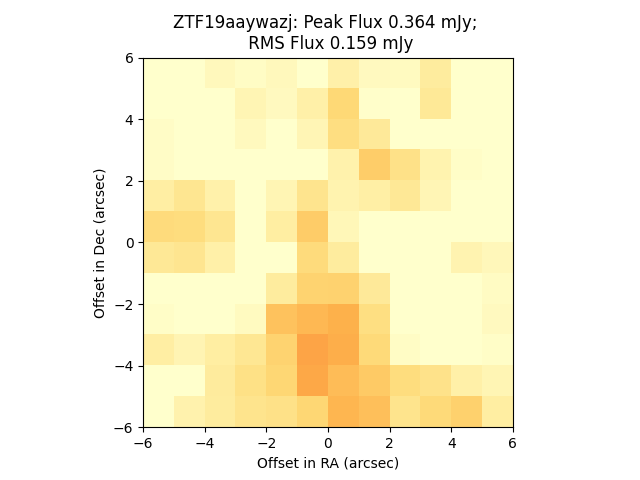 ZTF19aaywazj: Peak Flux 0.364 mJy;
RMS Flux 0.159 mJy
6
4
2
0
−2
−4
−6
Offset in Dec (arcsec)
−6 −4 −2 0 2 4 6
Offset in RA (arcsec)